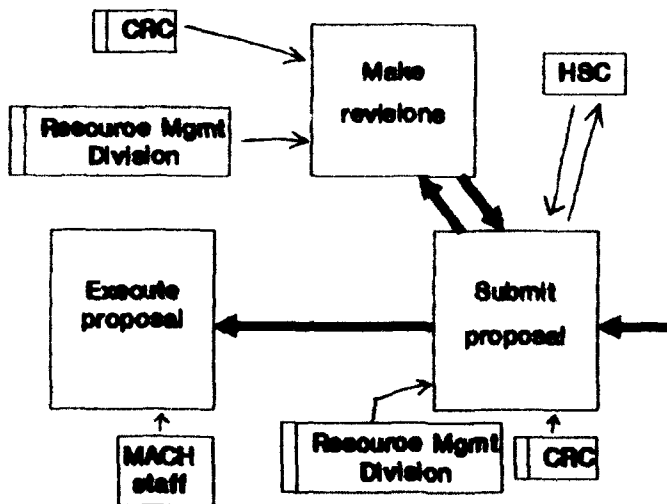 CRC
Make
revisions
HSC
Resource Mgmt
Division
Execute
proposal
Submit
proposal
MACH
staff
Resource Mgmt
Division
CRC